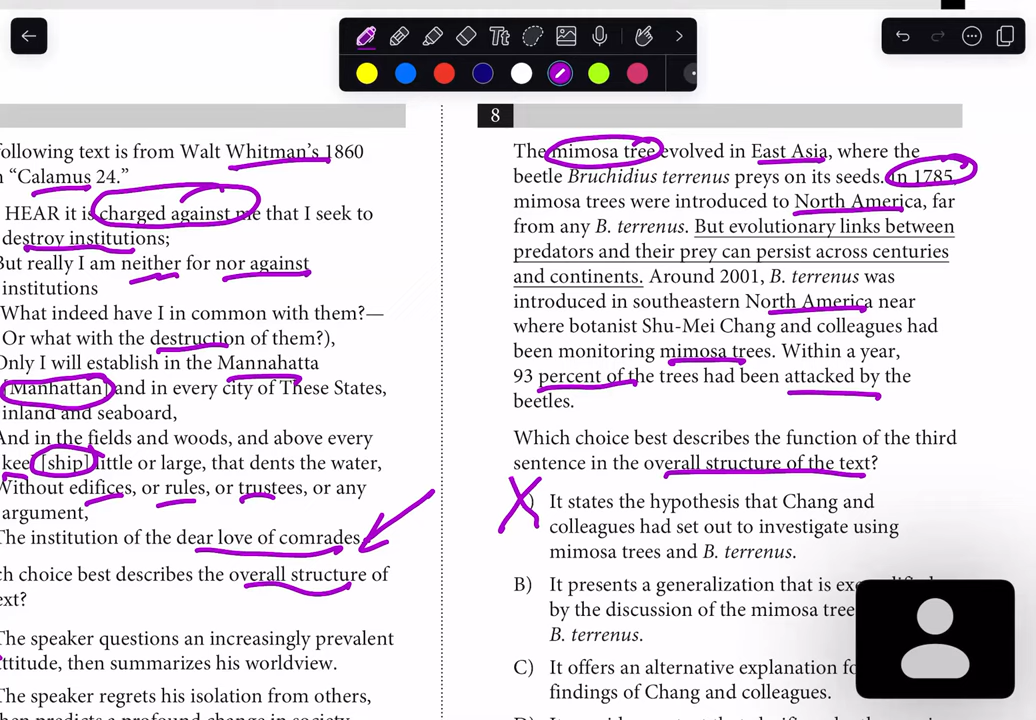 Tt
8
following text is from Walt Whitman's 1860
"Calamus 24."
HEAR it is charged against me that I seek to
destroy institutions;
But really I am neither for nor against
institutions
What indeed have I in common with them?—
Or what with the destruction of them?),
Only I will establish in the Mannahatta
[Manhattan] and in every city of These States,
inland and seaboard,
And in the fields and woods, and above every
keel [ship] little or large, that dents the water,
Without edifices, or rules, or trustees, or any
argument,
The institution of the dear love of comrades.
choice best describes the overall structure of
The speaker questions an increasingly prevalent
attitude, then summarizes his worldview.
The speaker regrets his isolation from others,
then predicts a profound change in society.
The mimosa tree evolved in East Asia, where the
beetle Bruchidius terrenus preys on its seeds. In 1785,
mimosa trees were introduced to North America, far
from any B. terrenus. But evolutionary links between
predators and their prey can persist across centuries
and continents. Around 2001, B. terrenus was
introduced in southeastern North America near
where botanist Shu-Mei Chang and colleagues had
been monitoring mimosa trees. Within a year,
93 percent of the trees had been attacked by the
beetles.
Which choice best describes the function of the third
sentence in the overall structure of the text?
It states the hypothesis that Chang and
colleagues had set out to investigate using
mimosa trees and B. terrenus.
B) It presents a generalization that is
by the discussion of the mimosa tree
B. terrenus.
C) It offers an alternative explanation
findings of Chang and colleagues.